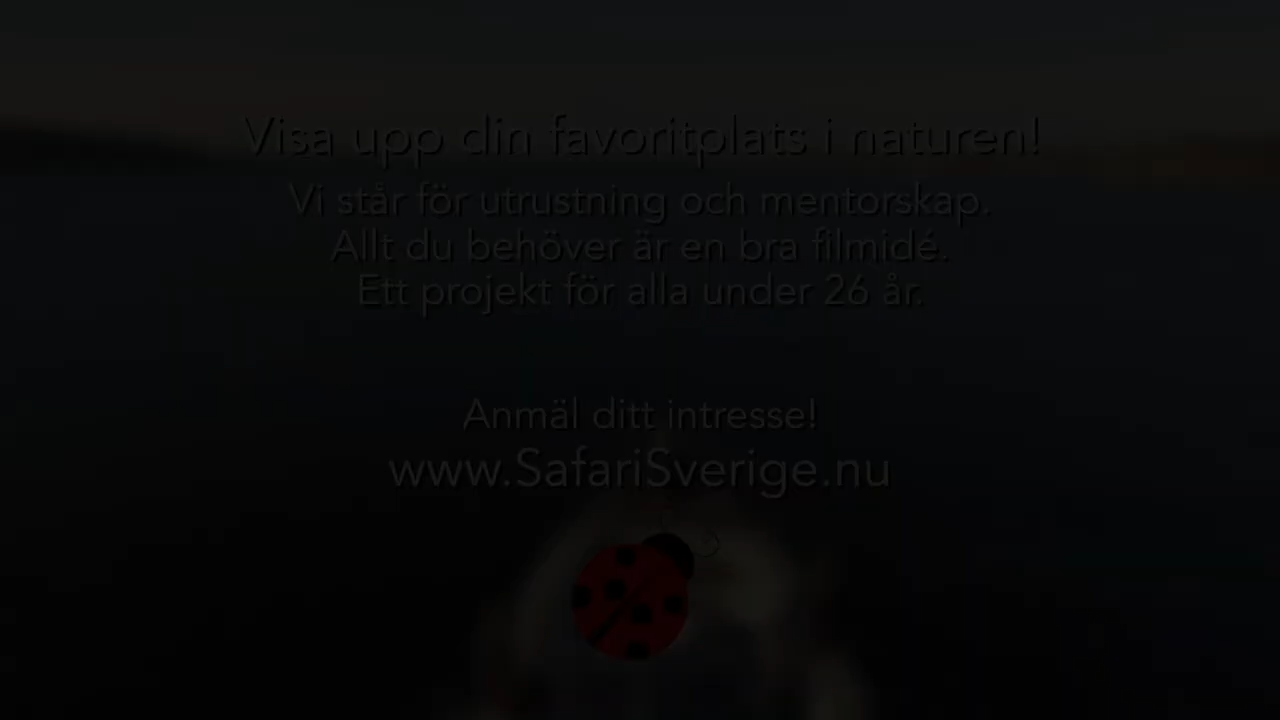 Visa upp din favoritplats i naturen!
Vi står för utrustning och mentorskap.
Allt du behöver är en bra filmidé.
Ett projekt för alla under 26 år.
Anmäl ditt intresse!
www.SafariSverige.nu